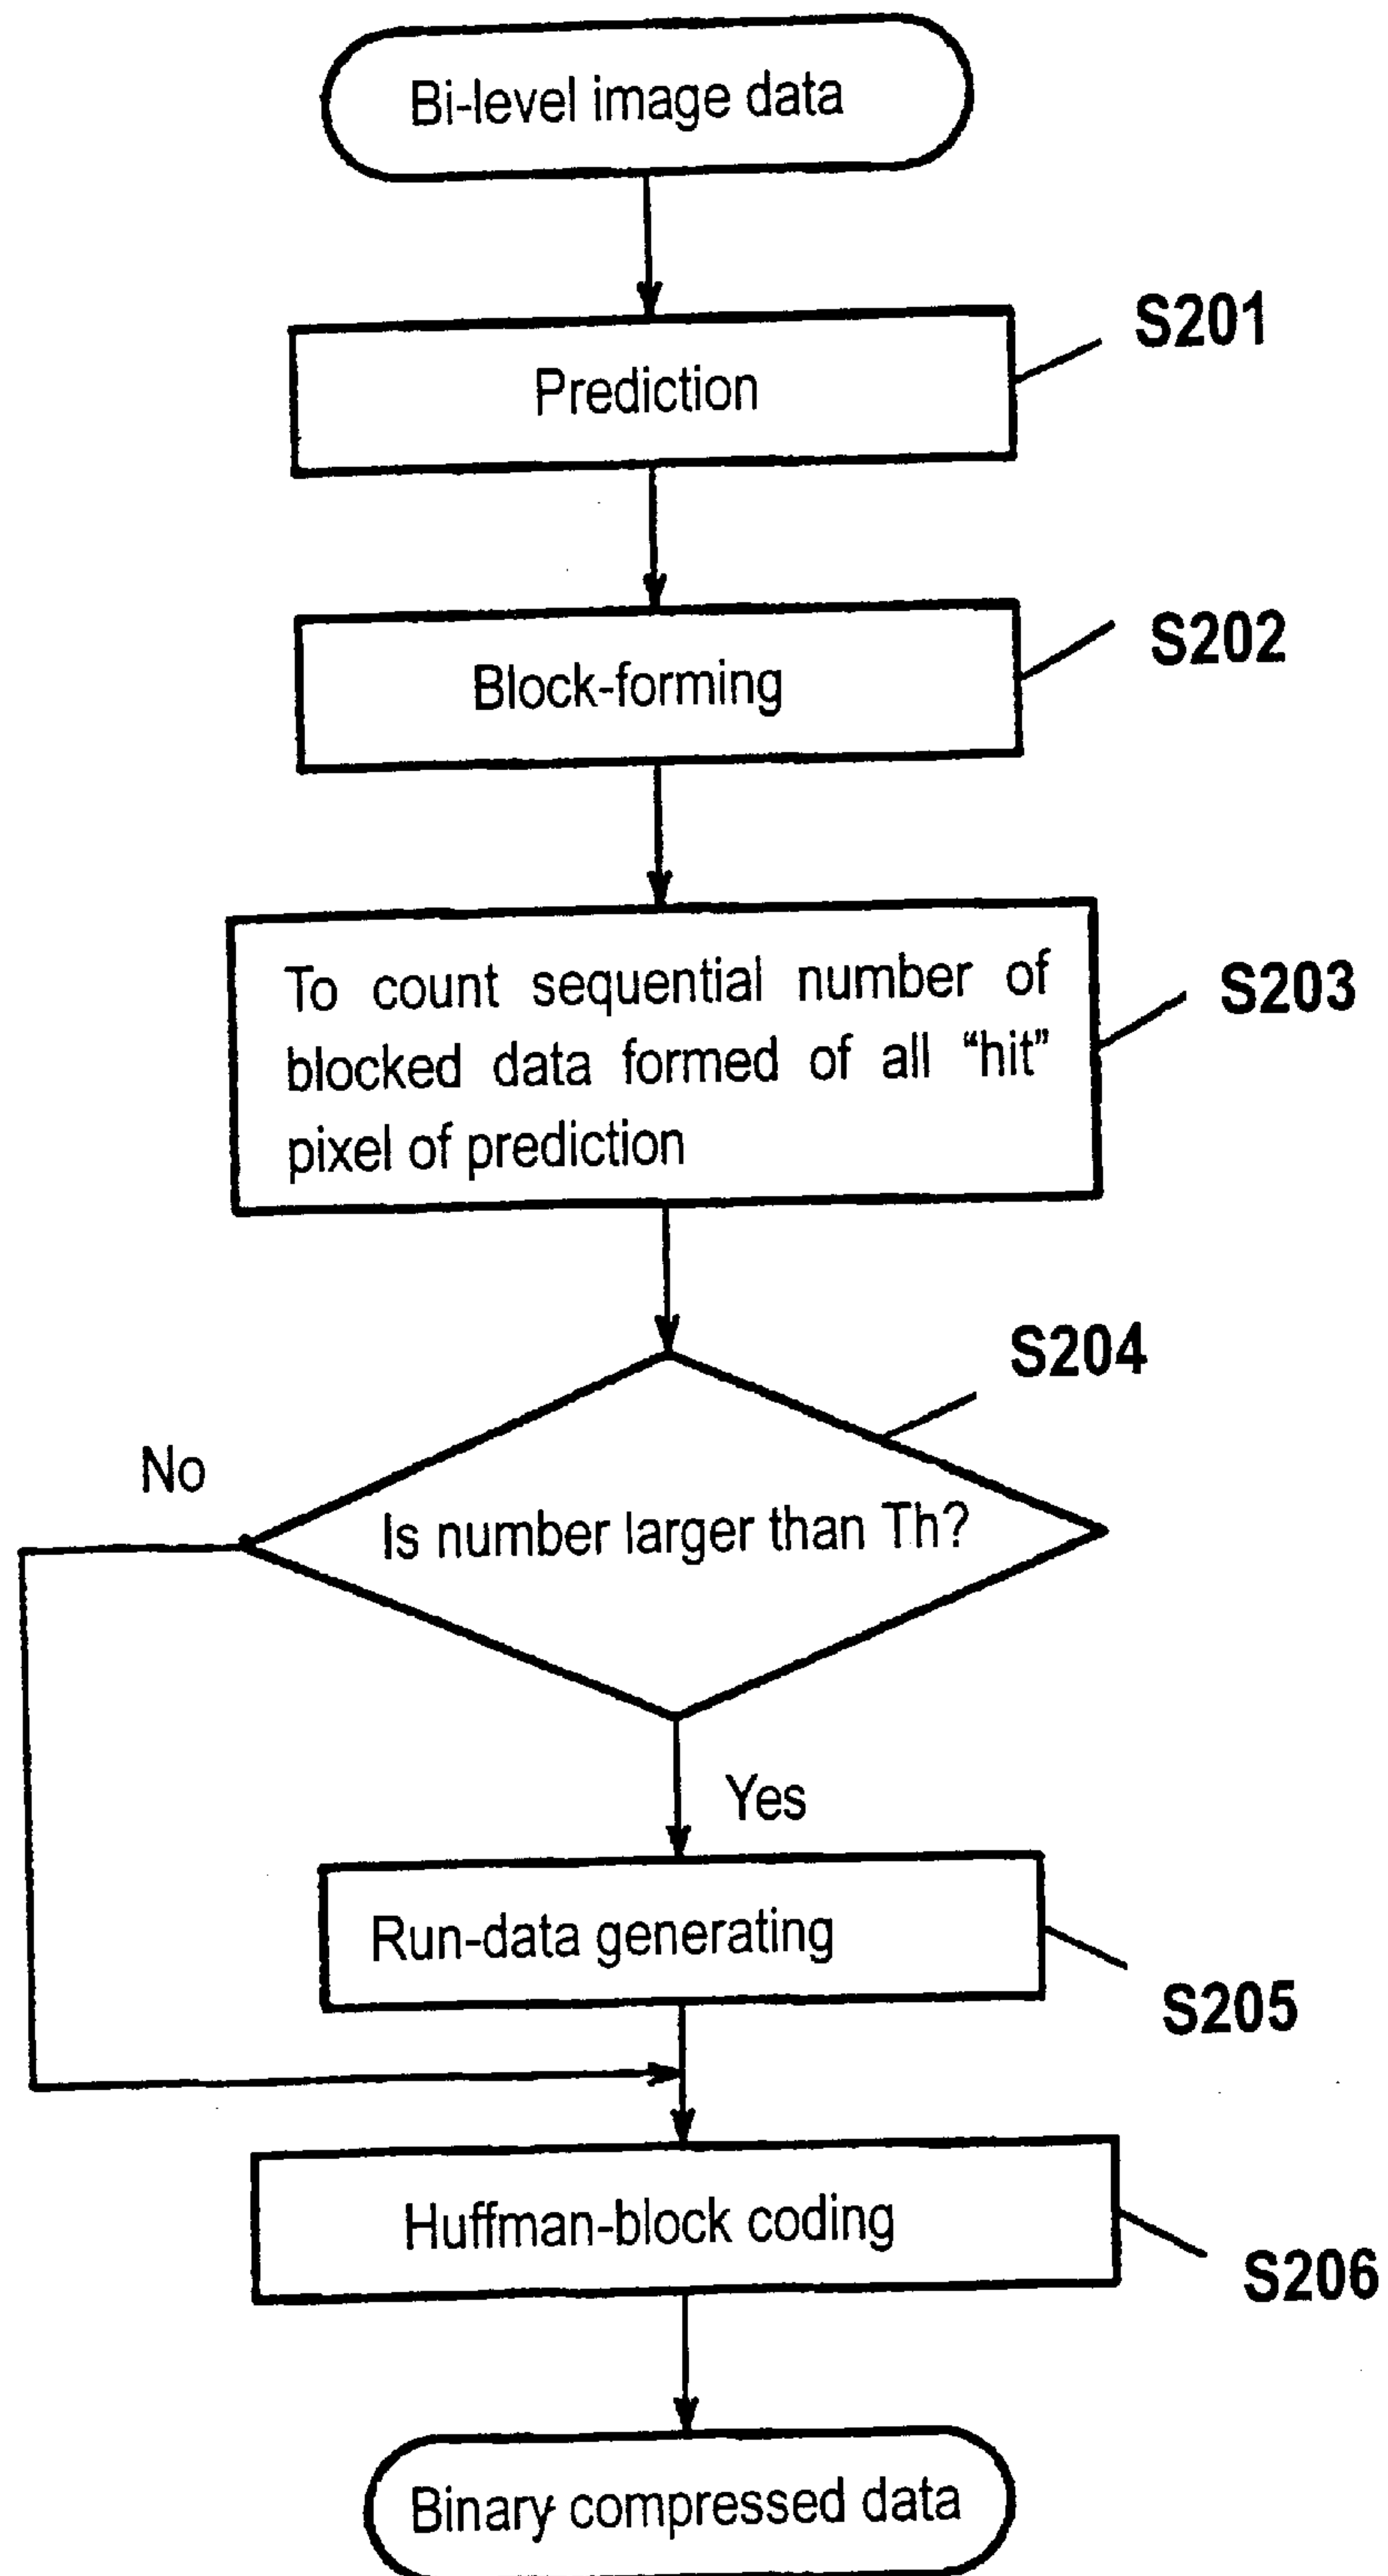 Bi-level image data
S201
Prediction
S202
Block-forming
S203
To count sequential number of
blocked data formed of all “hit”
pixel of prediction
S204
No
Is number larger than Th?
Yes
Run-data generating
S205
Huffman-block coding
S206
Binary compressed data